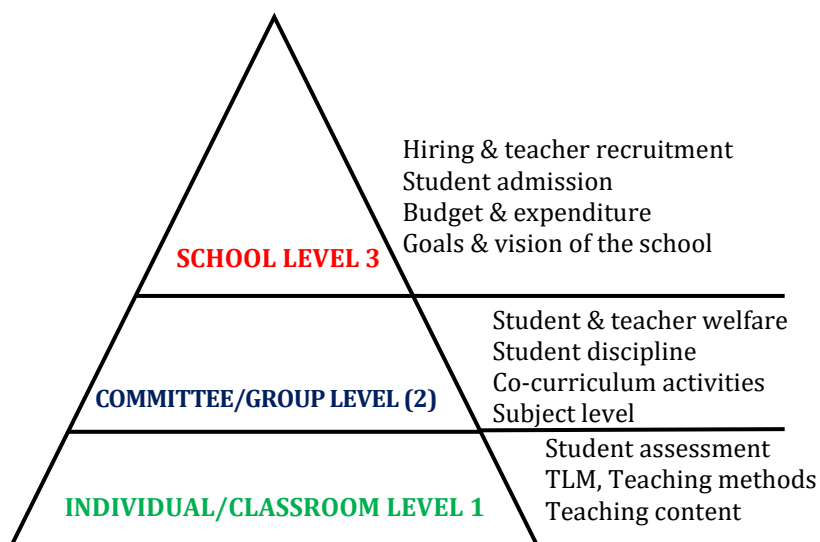 Hiring & teacher recruitment
Student admission
Budget & expenditure
Goals & vision of the school
SCHOOL LEVEL 3
Student & teacher welfare
Student discipline
Co-curriculum activities
Subject level
COMMITTEE/GROUP LEVEL (2)
Student assessment
TLM, Teaching methods
Teaching content
INDIVIDUAL/CLASSROOM LEVEL 1